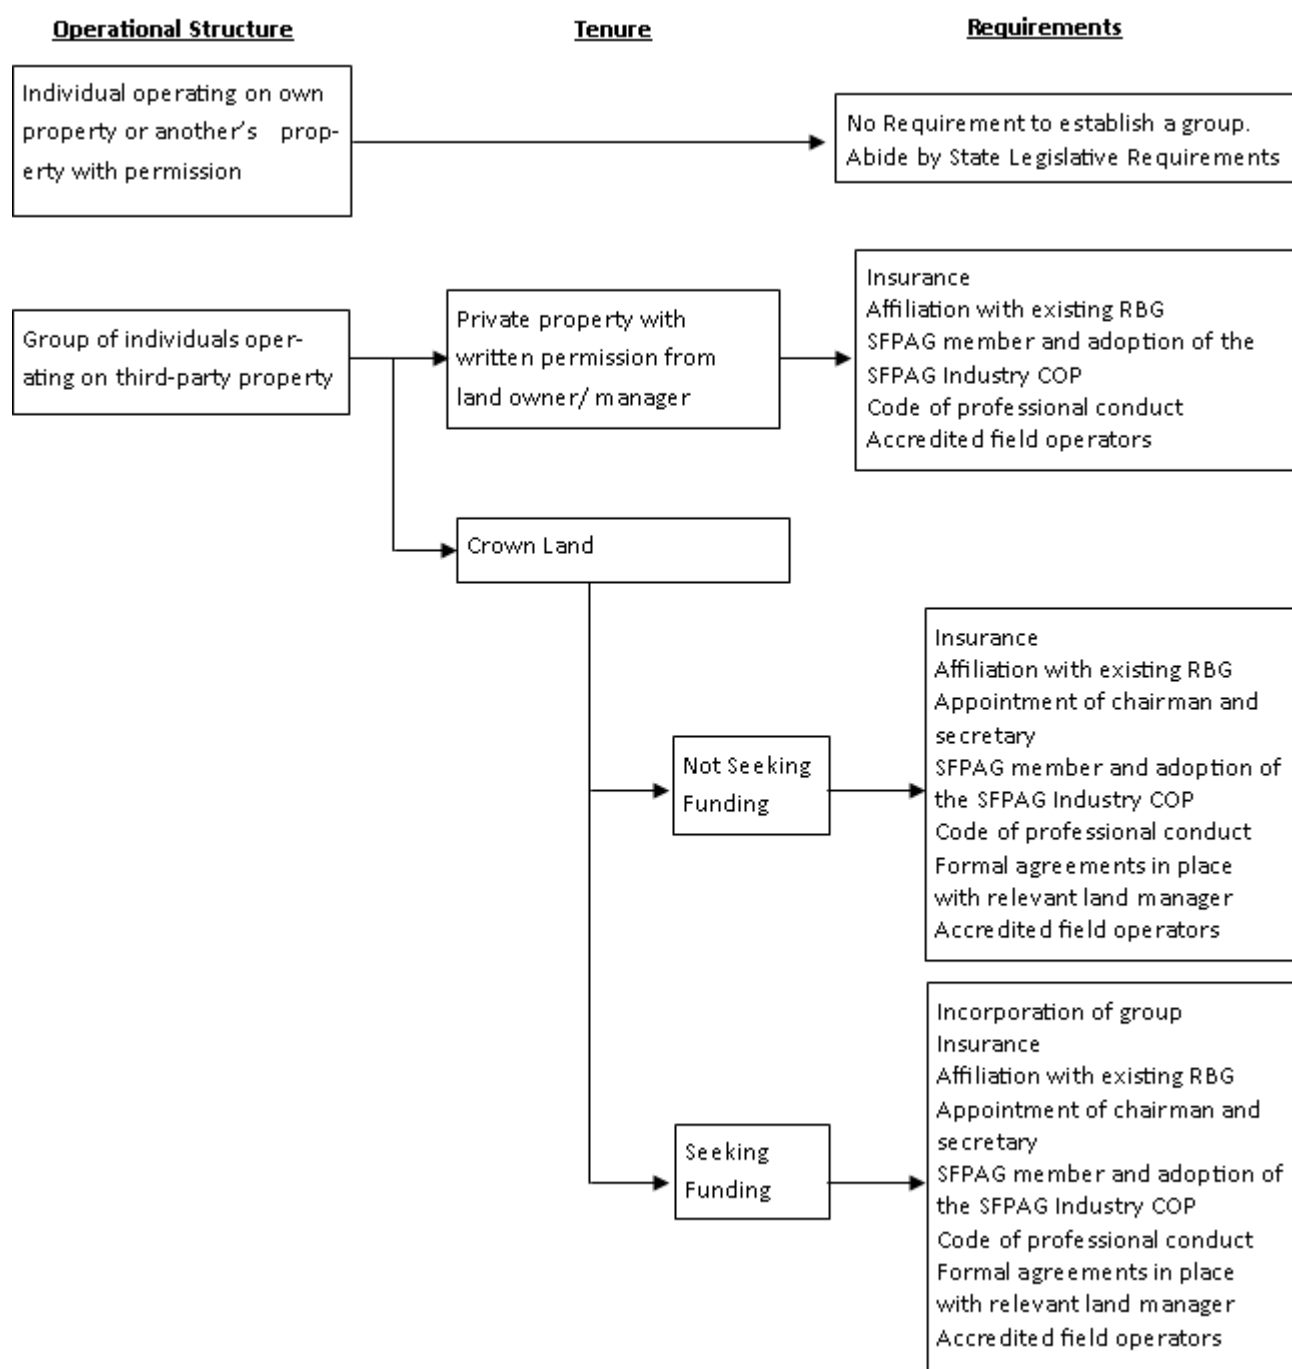 Operational Structure
Tenure
Requirements
Individual operating on own
property or another's prop-
erty with permission
No Requirement to establish a group.
Abide by State Legislative Requirements
Group of individuals oper-
ating on third-party property
Private property with
written permission from
land owner/ manager
Insurance
Affiliation with existing RBG
SFPAG member and adoption of the
SFPAG Industry COP
Code of professional conduct
Accredited field operators
Crown Land
Not Seeking
Funding
Insurance
Affiliation with existing RBG
Appointment of chairman and
secretary
SFPAG member and adoption of
the SFPAG Industry COP
Code of professional conduct
Formal agreements in place
with relevant land manager
Accredited field operators
Seeking
Funding
Incorporation of group
Insurance
Affiliation with existing RBG
Appointment of chairman and
secretary
SFPAG member and adoption of
the SFPAG Industry COP
Code of professional conduct
Formal agreements in place
with relevant land manager
Accredited field operators